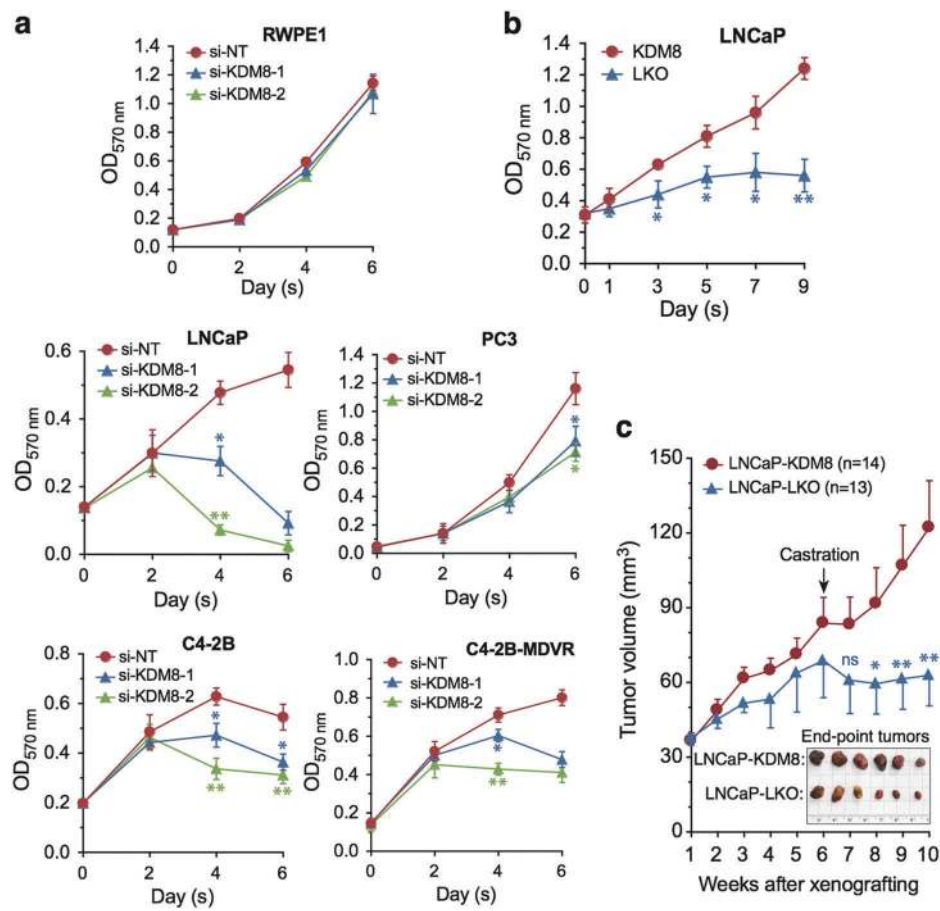 a
RWPE1
si-NT
si-KDM8-1
si-KDM8-2
1.4
1.2
1.0
0.8
0.6
0.4
0.2
0.0
OD570 nm
0 2 4 6
Day (s)
b
LNCaP
KDM8
LKO
1.4
1.2
1.0
0.8
0.6
0.4
0.2
0.0
OD570 nm
* * * **
0 1 3 5 7 9
Day (s)
LNCaP
si-NT
si-KDM8-1
si-KDM8-2
0.6
0.4
0.2
0.0
OD570 nm
*
**
0 2 4 6
Day (s)
PC3
si-NT
si-KDM8-1
si-KDM8-2
1.4
1.2
1.0
0.8
0.6
0.4
0.2
0.0
OD570 nm
*
*
0 2 4 6
Day (s)
C4-2B
si-NT
si-KDM8-1
si-KDM8-2
0.8
0.6
0.4
0.2
0.0
OD570 nm
* *
** **
0 2 4 6
Day (s)
C4-2B-MDVR
si-NT
si-KDM8-1
si-KDM8-2
1.0
0.8
0.6
0.4
0.2
0.0
OD570 nm
*
**
0 2 4 6
Day (s)
c
LNCaP-KDM8 (n=14)
LNCaP-LKO (n=13)
150
120
90
60
30
0
Tumor volume (mm3)
Castration
ns * ** **
End-point tumors
LNCaP-KDM8:
LNCaP-LKO:
1 2 3 4 5 6 7 8 9 10
Weeks after xenografting